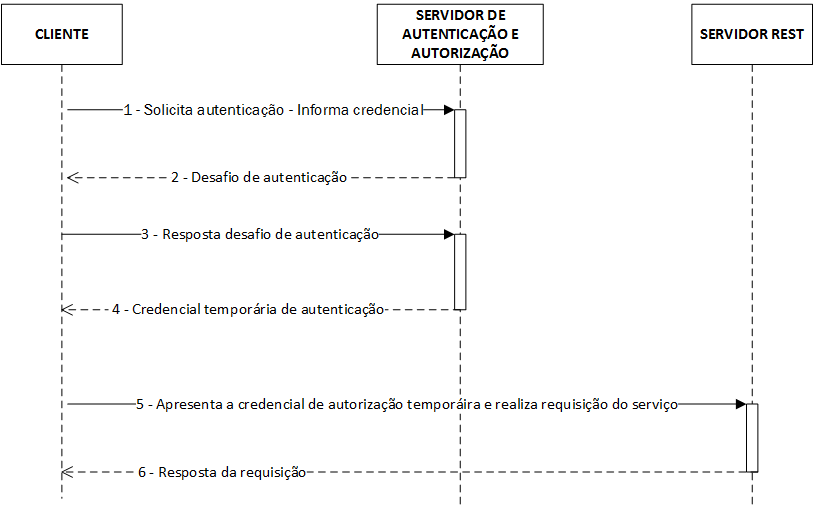 CLIENTE
SERVIDOR DE
AUTENTICAÇÃO E
AUTORIZAÇÃO
SERVIDOR REST
1 - Solicita autenticação - Informa credencial
2 - Desafio de autenticação
3 - Resposta desafio de autenticação
4 - Credencial temporária de autenticação
5 - Apresenta a credencial de autorização temporáira e realiza requisição do serviço
6 - Resposta da requisição